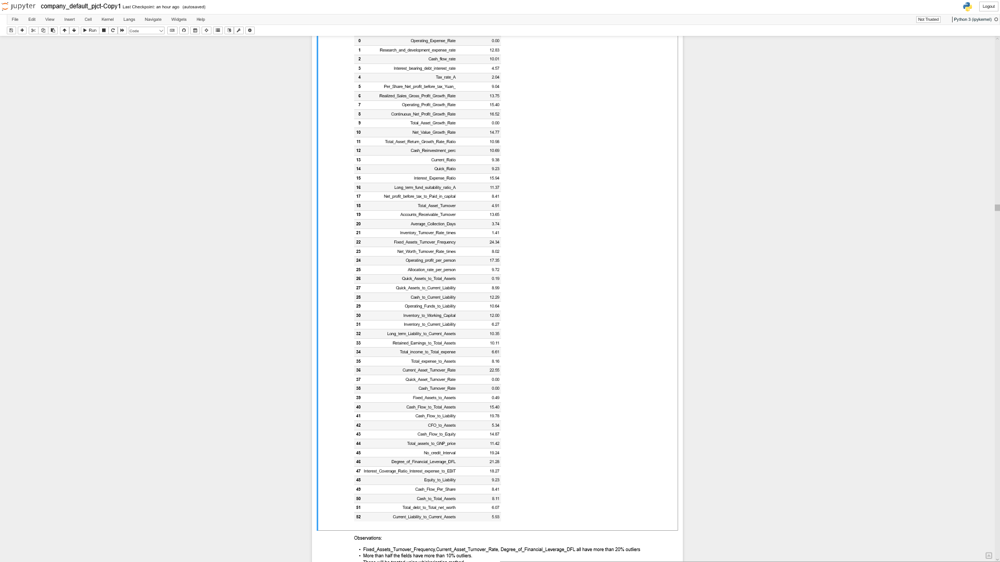 jupyter company_default_pjct-Copy1 Last Checkpoint: an hour ago (autosaved) Logout
File Edit View Insert Cell Kernel Langs Navigate Widgets Help Not Trusted Python 3 (ipykernel)
Run Code
0 Operating_Expense_Rate 0.00
1 Research_and_development_expense_rate 12.83
2 Cash_flow_rate 10.01
3 Interest_bearing_debt_interest_rate 4.57
4 Tax_rate_A 2.04
5 Per_Share_Net_profit_before_tax_Yuan_ 9.04
6 Realized_Sales_Gross_Profit_Growth_Rate 13.75
7 Operating_Profit_Growth_Rate 15.40
8 Continuous_Net_Profit_Growth_Rate 16.52
9 Total_Asset_Growth_Rate 0.00
10 Net_Value_Growth_Rate 14.77
11 Total_Asset_Return_Growth_Rate_Ratio 10.98
12 Cash_Reinvestment_perc 10.69
13 Current_Ratio 9.38
14 Quick_Ratio 9.23
15 Interest_Expense_Ratio 15.94
16 Long_term_fund_suitability_ratio_A 11.37
17 Net_profit_before_tax_to_Paid_in_capital 8.41
18 Total_Asset_Turnover 4.91
19 Accounts_Receivable_Turnover 13.65
20 Average_Collection_Days 3.74
21 Inventory_Turnover_Rate_times 1.41
22 Fixed_Assets_Turnover_Frequency 24.34
23 Net_Worth_Turnover_Rate_times 8.02
24 Operating_profit_per_person 17.35
25 Allocation_rate_per_person 9.72
26 Quick_Assets_to_Total_Assets 0.19
27 Quick_Assets_to_Current_Liability 8.99
28 Cash_to_Current_Liability 12.29
29 Operating_Funds_to_Liability 10.64
30 Inventory_to_Working_Capital 12.00
31 Inventory_to_Current_Liability 6.27
32 Long_term_Liability_to_Current_Assets 10.35
33 Retained_Earnings_to_Total_Assets 10.11
34 Total_income_to_Total_expense 6.61
35 Total_expense_to_Assets 8.16
36 Current_Asset_Turnover_Rate 22.55
37 Quick_Asset_Turnover_Rate 0.00
38 Cash_Turnover_Rate 0.00
39 Fixed_Assets_to_Assets 0.49
40 Cash_Flow_to_Total_Assets 15.40
41 Cash_Flow_to_Liability 19.78
42 CFO_to_Assets 5.34
43 Cash_Flow_to_Equity 14.87
44 Total_assets_to_GNP_price 11.42
45 No_credit_Interval 19.24
46 Degree_of_Financial_Leverage_DFL 21.28
47 Interest_Coverage_Ratio_Interest_expense_to_EBIT 18.27
48 Equity_to_Liability 9.23
49 Cash_Flow_Per_Share 8.41
50 Cash_to_Total_Assets 8.11
51 Total_debt_to_Total_net_worth 6.07
52 Current_Liability_to_Current_Assets 5.93
Observations:
• Fixed_Assets_Turnover_Frequency,Current_Asset_Turnover_Rate, Degree_of_Financial_Leverage_DFL all have more than 20% outliers
• More than half the fields have more than 10% outliers.